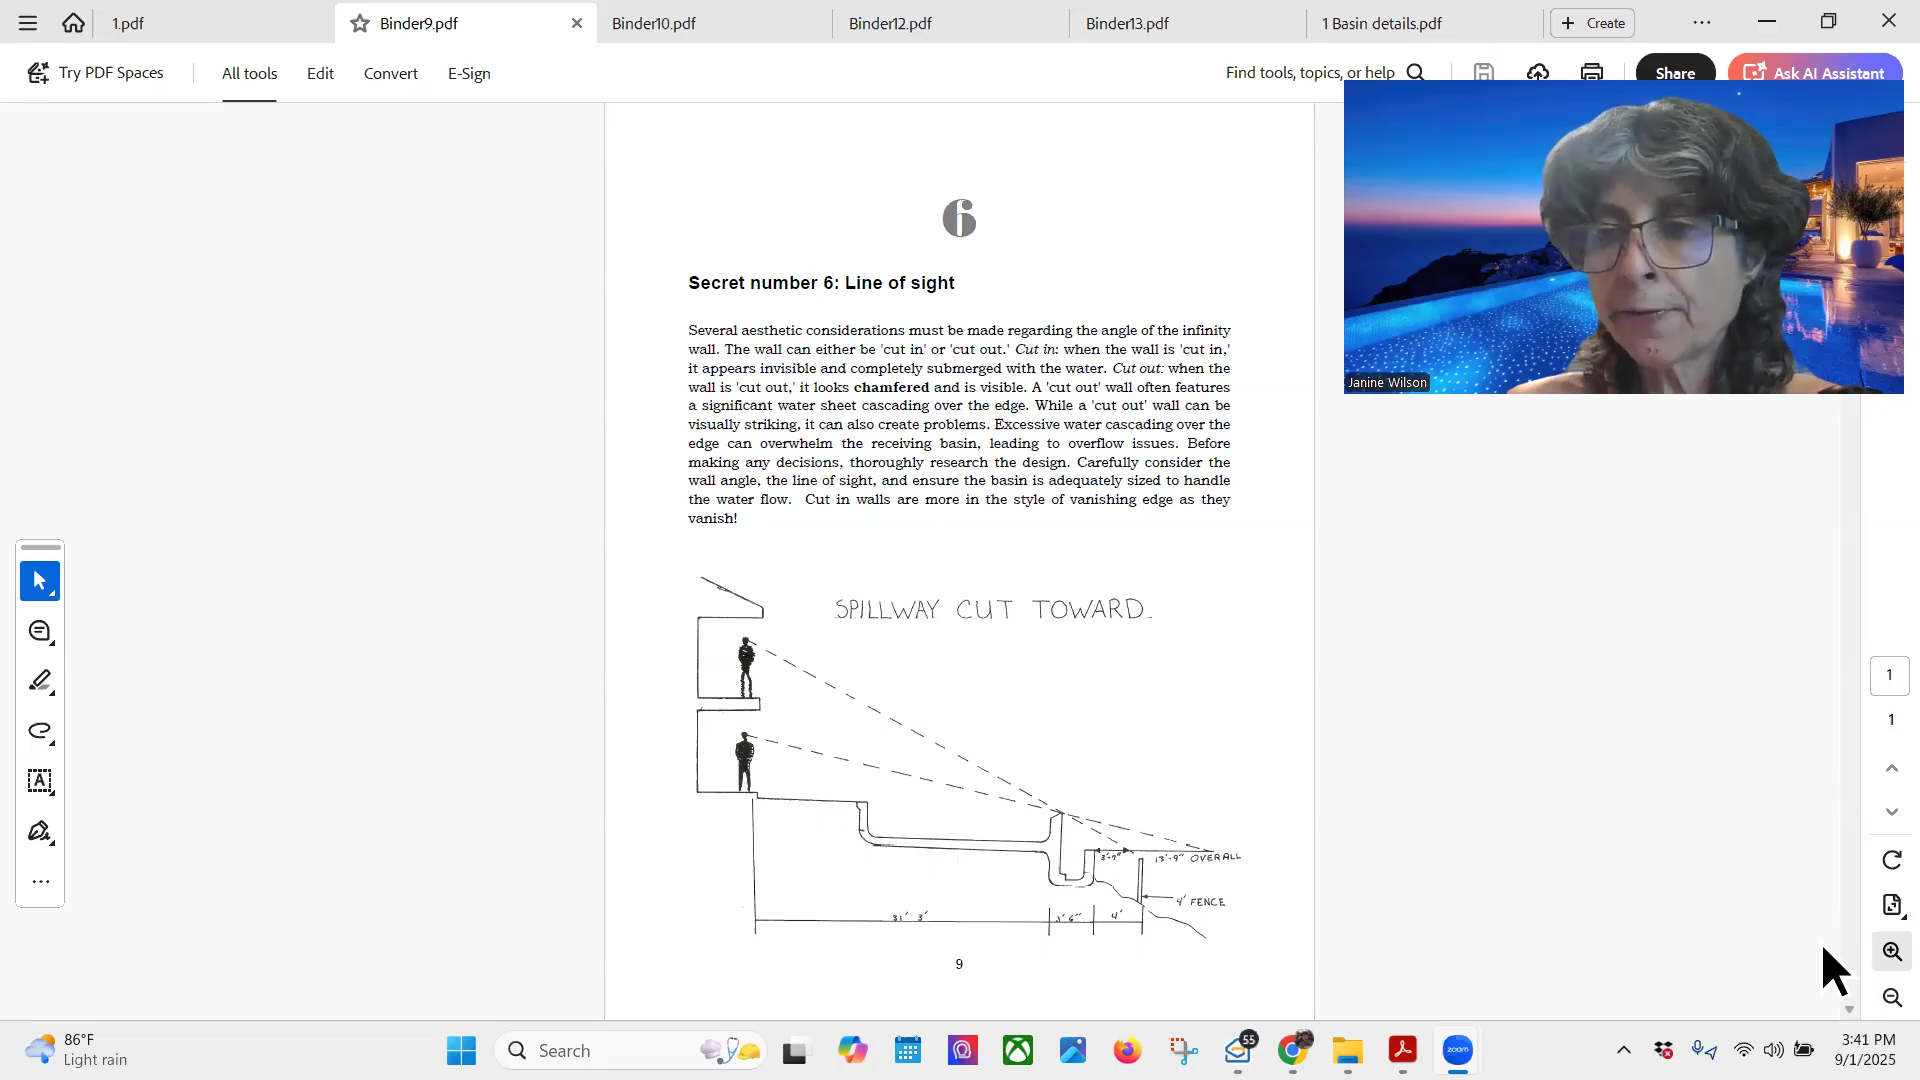 1.pdf
Binder9.pdf
Binder10.pdf
Binder12.pdf
Binder13.pdf
1 Basin details.pdf
Create
Try PDF Spaces
All tools
Edit
Convert
E-Sign
Find tools, topics, or help
Share
Ask AI Assistant
Janine Wilson
6
Secret number 6: Line of sight
Several aesthetic considerations must be made regarding the angle of the infinity
wall. The wall can either be 'cut in' or 'cut out.' Cut in: when the wall is 'cut in,'
it appears invisible and completely submerged with the water. Cut out: when the
wall is 'cut out,' it looks chamfered and is visible. A 'cut out' wall often features
a significant water sheet cascading over the edge. While a 'cut out' wall can be
visually striking, it can also create problems. Excessive water cascading over the
edge can overwhelm the receiving basin, leading to overflow issues. Before
making any decisions, thoroughly research the design. Carefully consider the
wall angle, the line of sight, and ensure the basin is adequately sized to handle
the water flow. Cut in walls are more in the style of vanishing edge as they
vanish!
SPILLWAY CUT TOWARD
13'-9" OVERALL
4' FENCE
31' 3'
4'
9
1
1
86°F
Light rain
Search
55
zoom
3:41 PM
9/1/2025